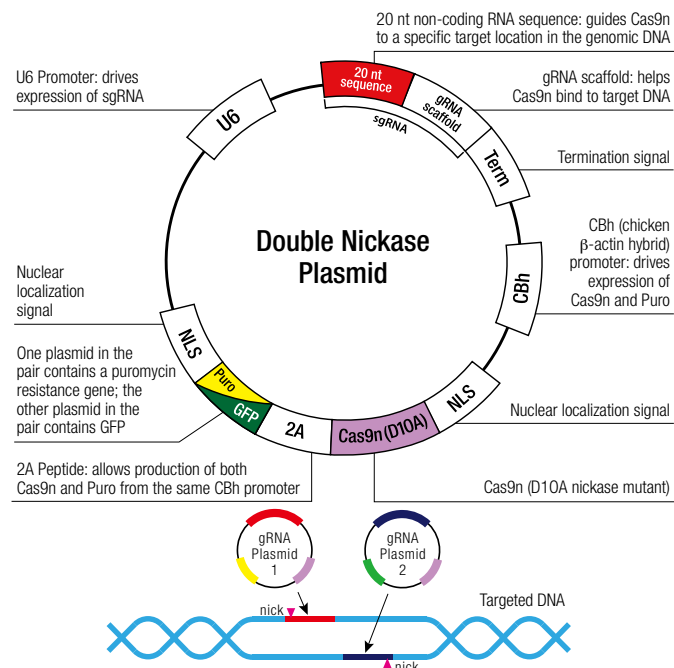 20 nt non-coding RNA sequence: guides Cas9n
to a specific target location in the genomic DNA
U6 Promoter: drives
expression of sgRNA
gRNA scaffold: helps
Cas9n bind to target DNA
20 nt
sequence
gRNA
scaffold
sgRNA
U6
Term
Termination signal
Double Nickase
Plasmid
CBh (chicken
β-actin hybrid)
promoter: drives
expression of
Cas9n and Puro
CBh
Nuclear
localization
signal
NLS
One plasmid in the
pair contains a puromycin
resistance gene; the
other plasmid in the
pair contains GFP
Puro
GFP
2A
Cas9n (D10A)
NLS
Nuclear localization signal
2A Peptide: allows production of both
Cas9n and Puro from the same CBh promoter
Cas9n (D10A nickase mutant)
gRNA
Plasmid
1
gRNA
Plasmid
2
Targeted DNA
nick
nick